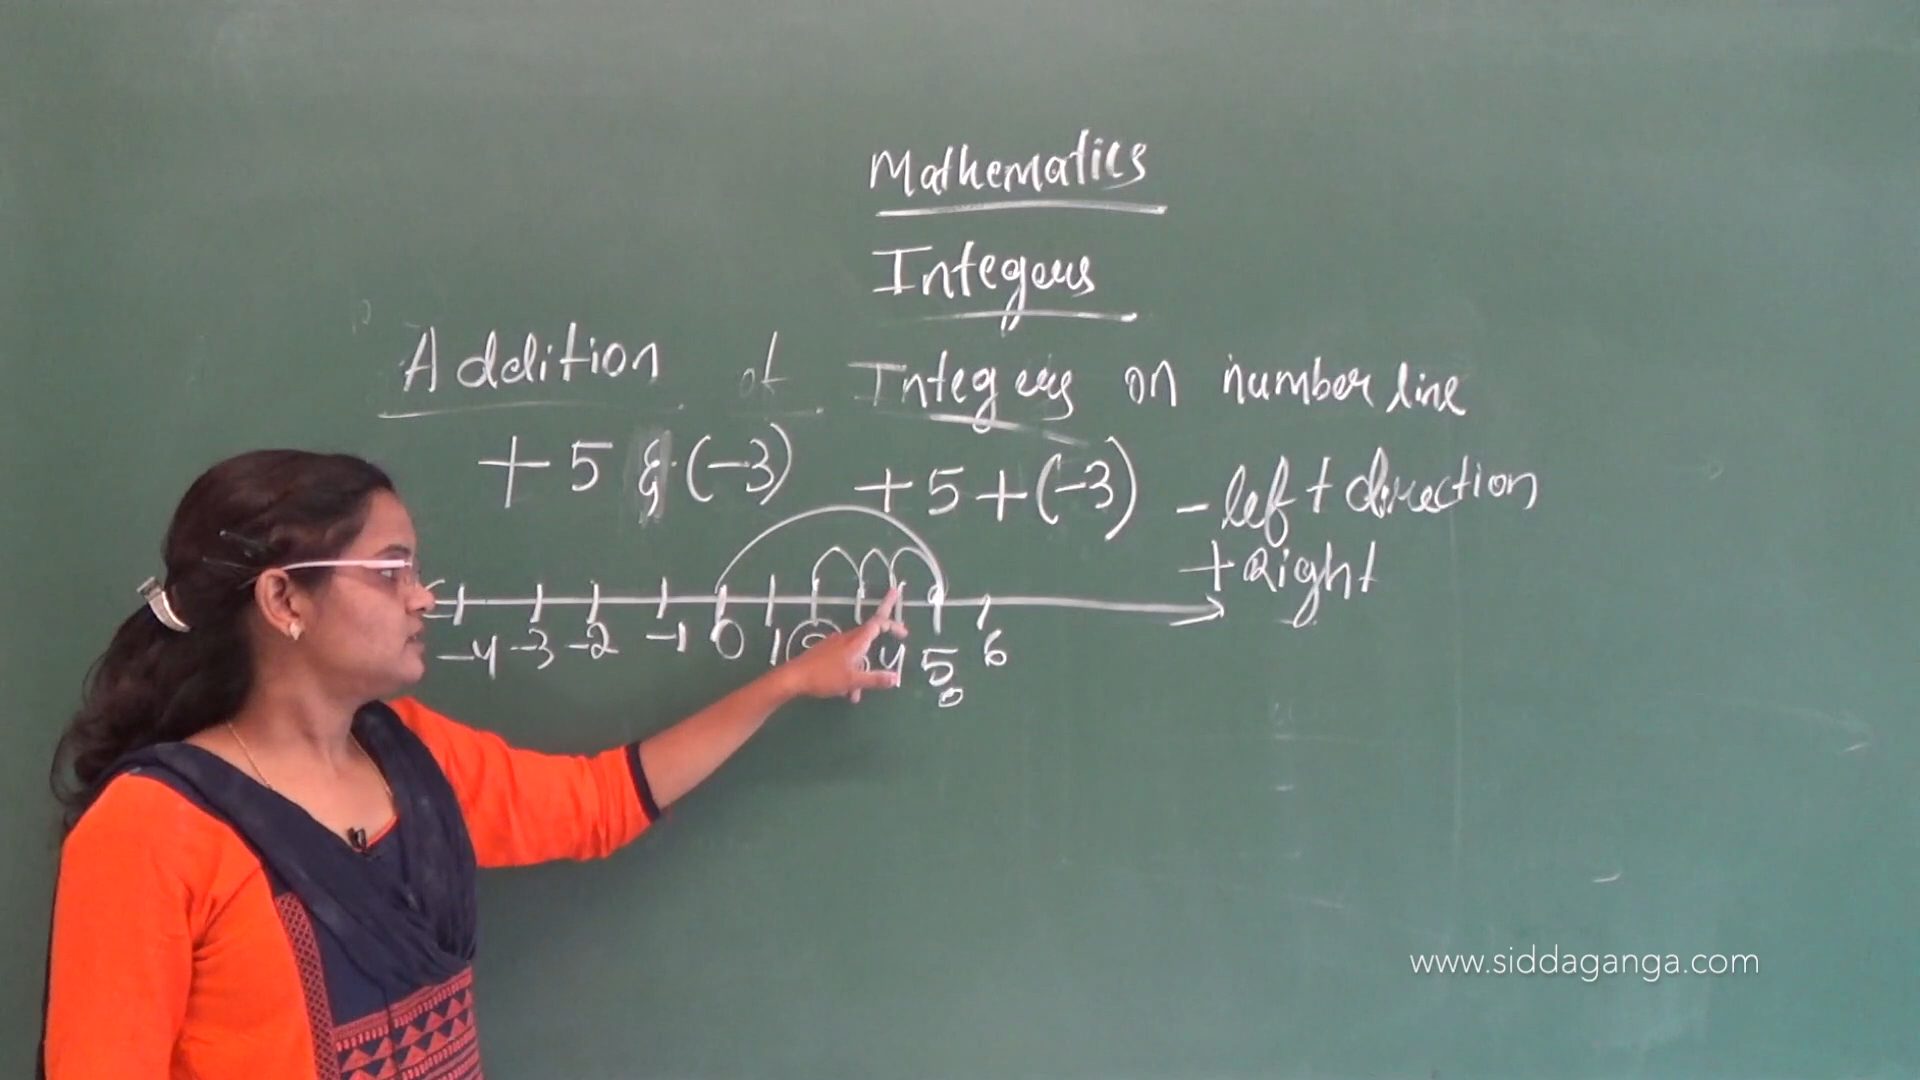 Mathematics
Integers
Addition of Integers on number line
+5 & (-3) +5+(-3) - left direction
+ Right
-4 -3 -2 -1 0 1 2 4 5 6
www.siddaganga.com